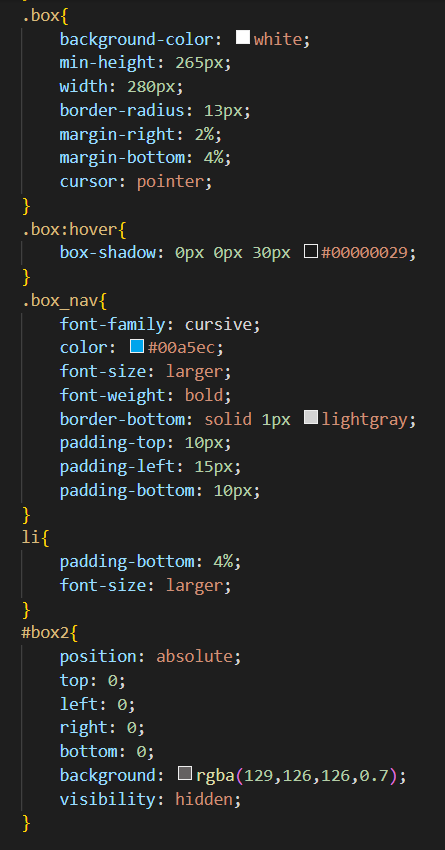 .box{
    background-color: white;
    min-height: 265px;
    width: 280px;
    border-radius: 13px;
    margin-right: 2%;
    margin-bottom: 4%;
    cursor: pointer;
}
.box:hover{
    box-shadow: 0px 0px 30px #00000029;
}
.box_nav{
    font-family: cursive;
    color: #00a5ec;
    font-size: larger;
    font-weight: bold;
    border-bottom: solid 1px lightgray;
    padding-top: 10px;
    padding-left: 15px;
    padding-bottom: 10px;
}
li{
    padding-bottom: 4%;
    font-size: larger;
}
#box2{
    position: absolute;
    top: 0;
    left: 0;
    right: 0;
    bottom: 0;
    background: rgba(129,126,126,0.7);
    visibility: hidden;
}